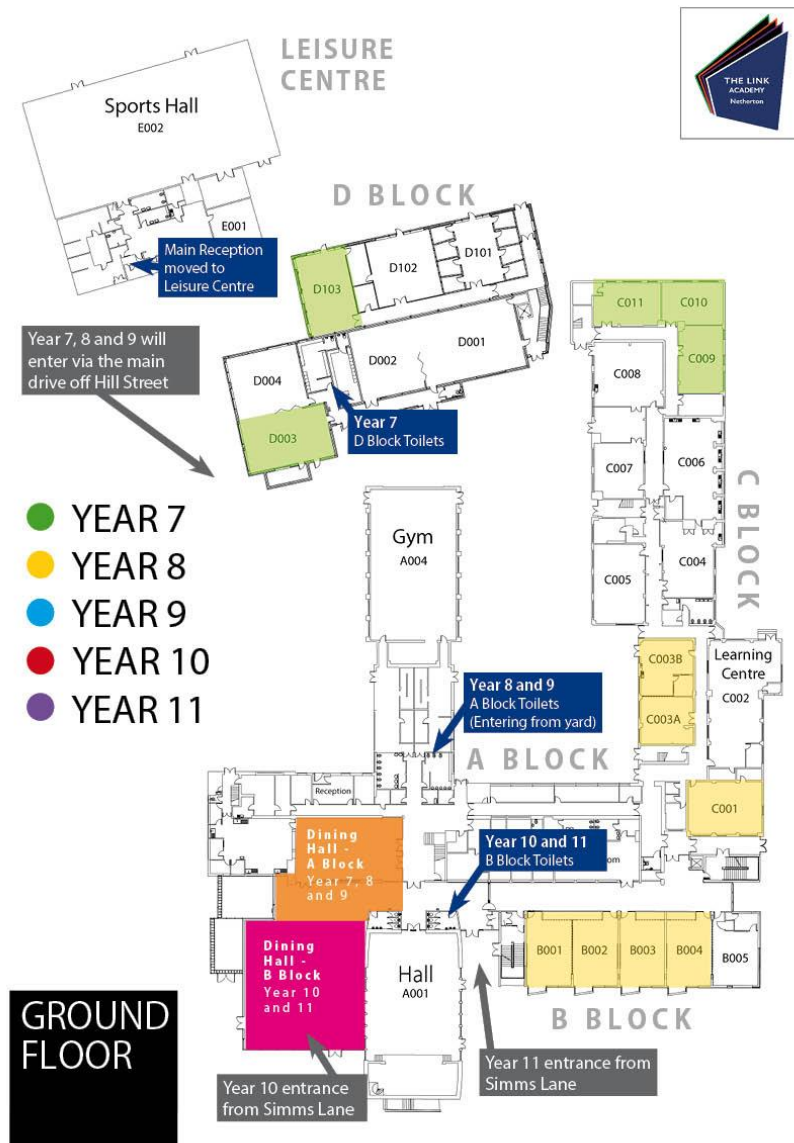 LEISURE
CENTRE
THE LINK
ACADEMY
Netherton
Sports Hall
E002
E001
Main Reception
moved to
Leisure Centre
D BLOCK
D101
D102
D103
D001
D002
D004
D003
Year 7
D Block Toilets
Year 7, 8 and 9 will
enter via the main
drive off Hill Street
C011
C010
C009
C008
C006
C007
C004
C005
C BLOCK
C003B
C003A
Learning
Centre
C002
C001
YEAR 7
YEAR 8
YEAR 9
YEAR 10
YEAR 11
Gym
A004
Year 8 and 9
A Block Toilets
(Entering from yard)
A BLOCK
Reception
Dining
Hall -
A Block
Year 7, 8
and 9
Year 10 and 11
B Block Toilets
Dining
Hall -
B Block
Year 10
and 11
Hall
A001
B001
B002
B003
B004
B005
B BLOCK
GROUND
FLOOR
Year 10 entrance
from Simms Lane
Year 11 entrance from
Simms Lane